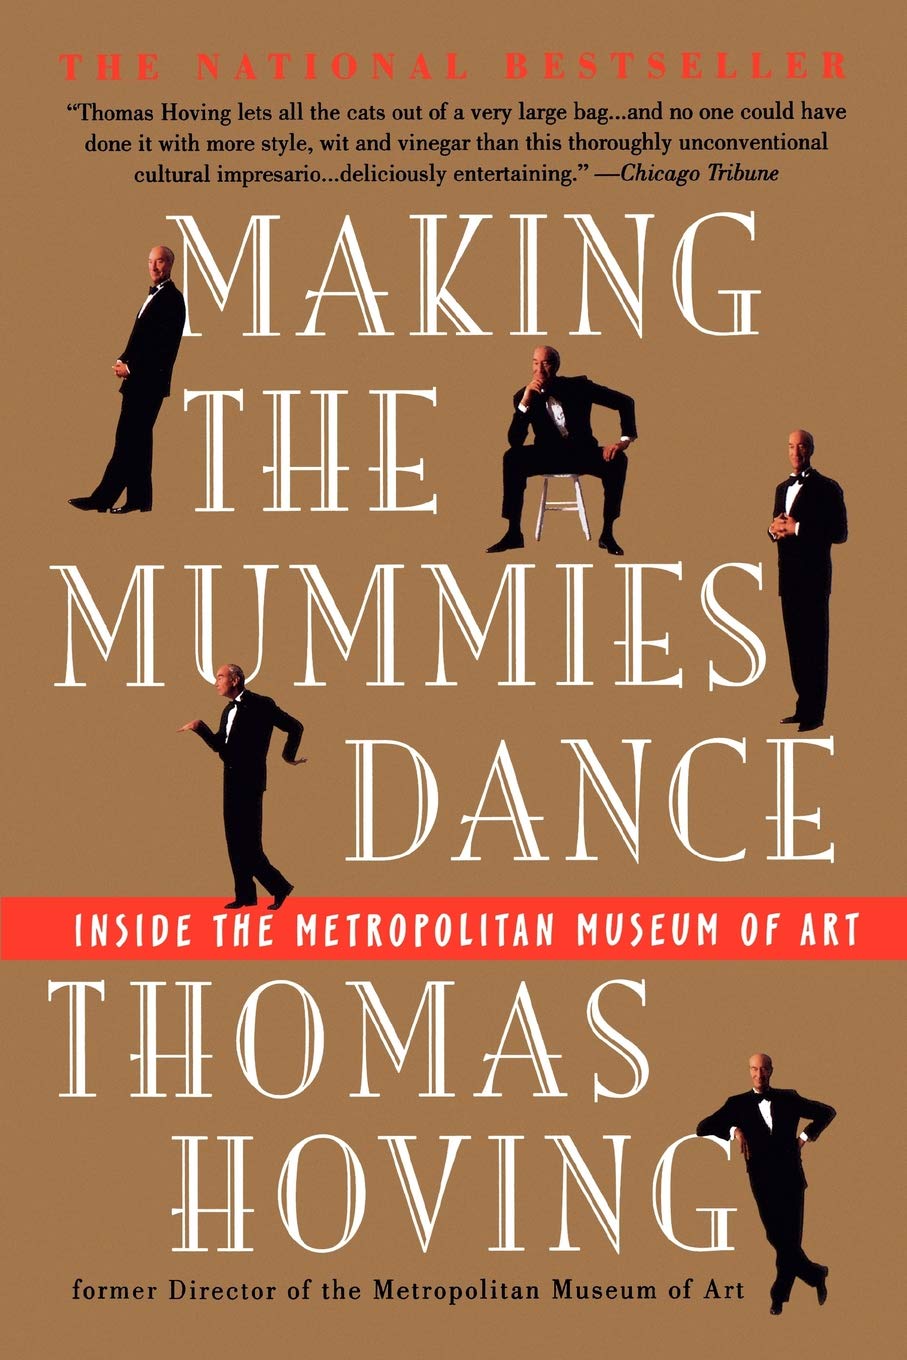 THE NATIONAL BESTSELLER
“Thomas Hoving lets all the cats out of a very large bag...and no one could have
done it with more style, wit and vinegar than this thoroughly unconventional
cultural impresario...deliciously entertaining.” —Chicago Tribune
MAKING
THE
MUMMIES
DANCE
INSIDE THE METROPOLITAN MUSEUM OF ART
THOMAS
HOVING
former Director of the Metropolitan Museum of Art